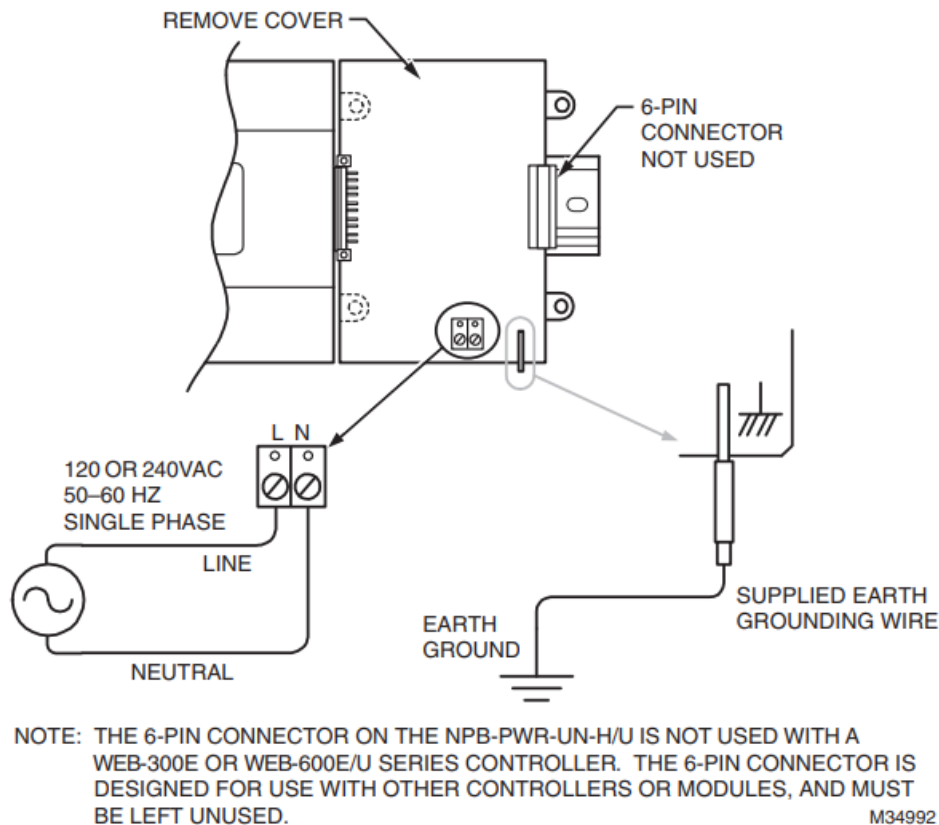 REMOVE COVER
6-PIN
CONNECTOR
NOT USED
L N
120 OR 240VAC
50–60 HZ
SINGLE PHASE
LINE
NEUTRAL
EARTH
GROUND
SUPPLIED EARTH
GROUNDING WIRE
NOTE: THE 6-PIN CONNECTOR ON THE NPB-PWR-UN-H/U IS NOT USED WITH A
WEB-300E OR WEB-600E/U SERIES CONTROLLER. THE 6-PIN CONNECTOR IS
DESIGNED FOR USE WITH OTHER CONTROLLERS OR MODULES, AND MUST
BE LEFT UNUSED.
M34992